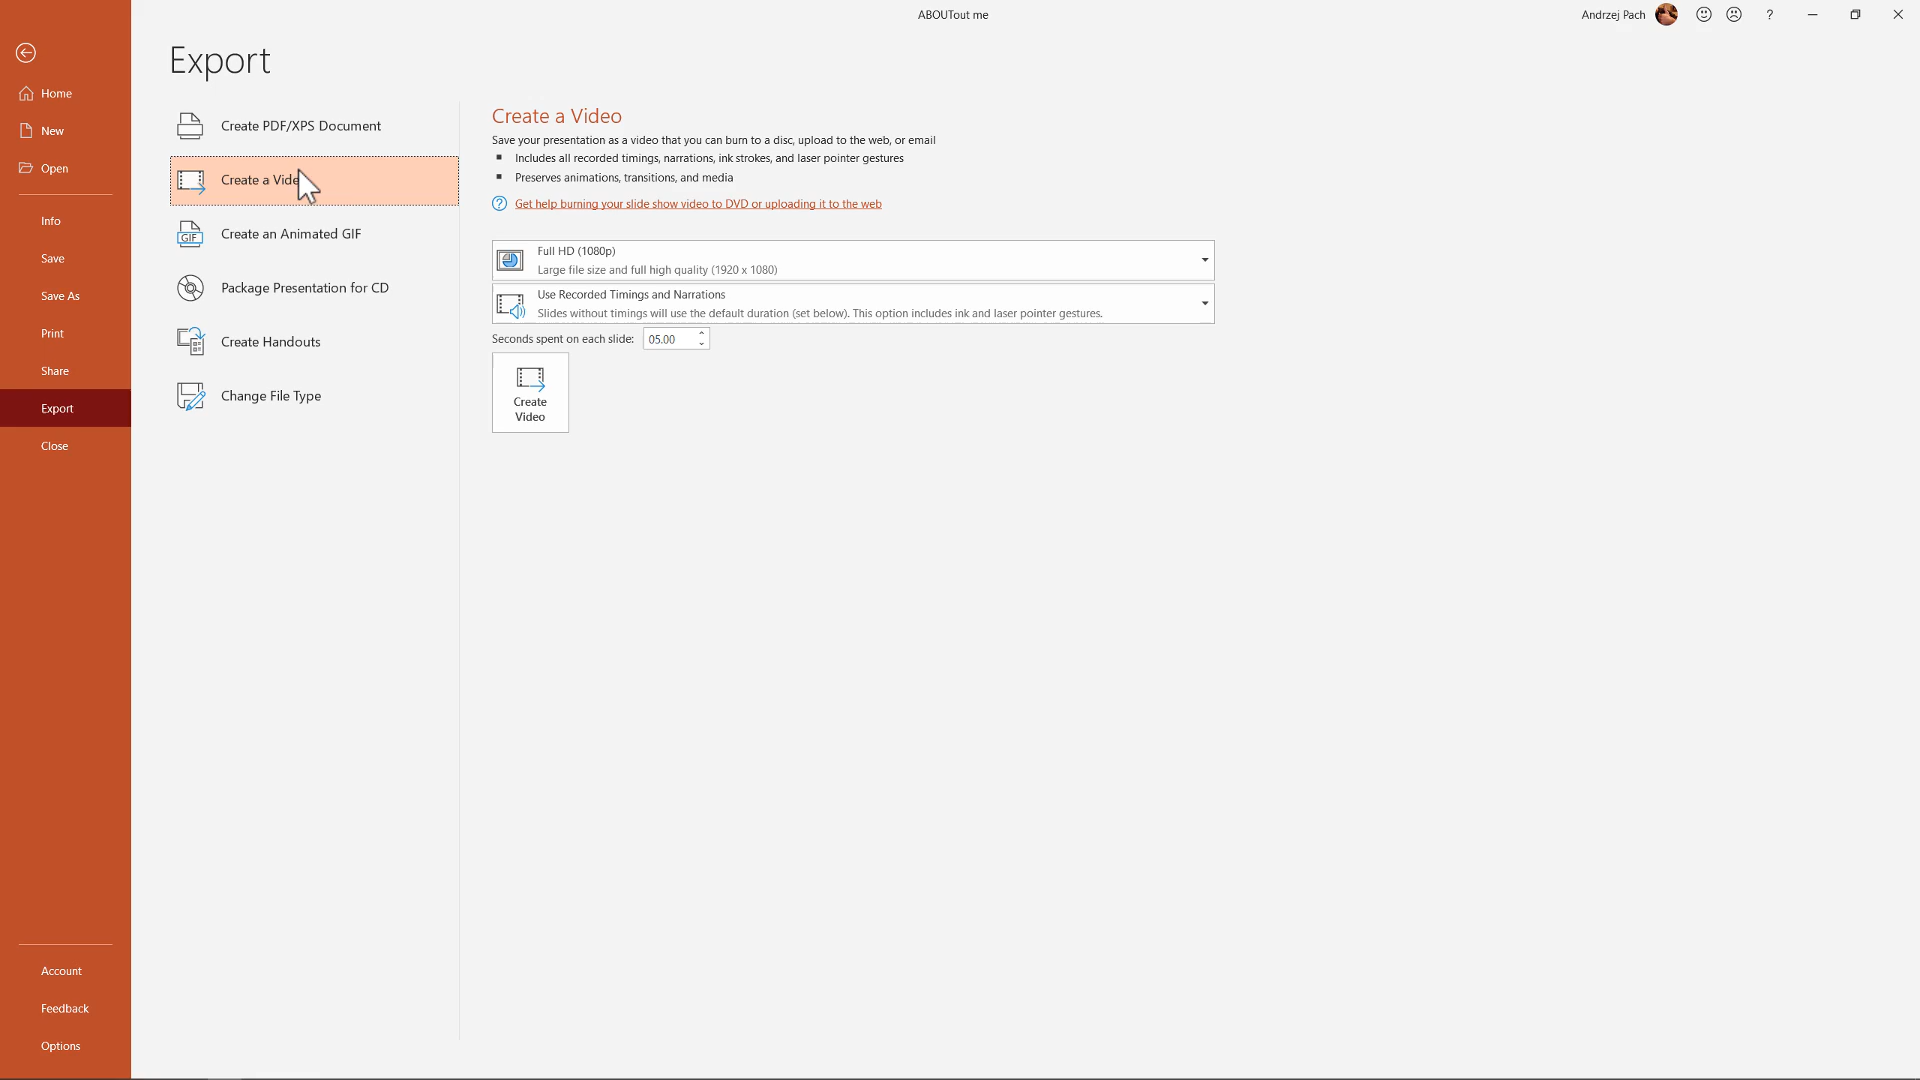 ABOUTout me
Andrzej Pach
?
Export
Home
New
Open
Info
Save
Save As
Print
Share
Export
Close
Account
Feedback
Options
Create PDF/XPS Document
Create a Vide
GIF
Create an Animated GIF
Package Presentation for CD
Create Handouts
Change File Type
Create a Video
Save your presentation as a video that you can burn to a disc, upload to the web, or email
Includes all recorded timings, narrations, ink strokes, and laser pointer gestures
Preserves animations, transitions, and media
? Get help burning your slide show video to DVD or uploading it to the web
Full HD (1080p)
Large file size and full high quality (1920 x 1080)
Use Recorded Timings and Narrations
Slides without timings will use the default duration (set below). This option includes ink and laser pointer gestures.
Seconds spent on each slide: 05.00
Create
Video